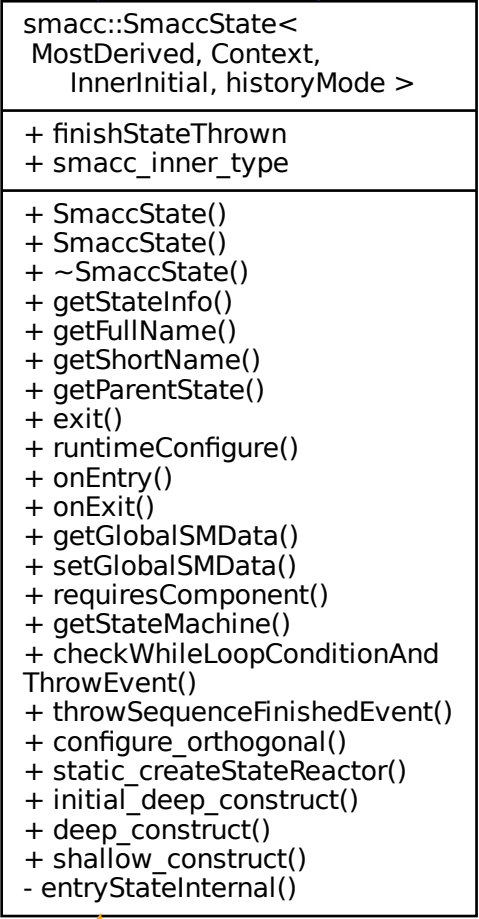 smacc::SmaccState<
MostDerived, Context,
InnerInitial, historyMode >
+ finishStateThrown
+ smacc_inner_type
+ SmaccState()
+ SmaccState()
+ ~SmaccState()
+ getStateInfo()
+ getFullName()
+ getShortName()
+ getParentState()
+ exit()
+ runtimeConfigure()
+ onEntry()
+ onExit()
+ getGlobalSMData()
+ setGlobalSMData()
+ requiresComponent()
+ getStateMachine()
+ checkWhileLoopConditionAnd
ThrowEvent()
+ throwSequenceFinishedEvent()
+ configure_orthogonal()
+ static_createStateReactor()
+ initial_deep_construct()
+ deep_construct()
+ shallow_construct()
- entryStateInternal()